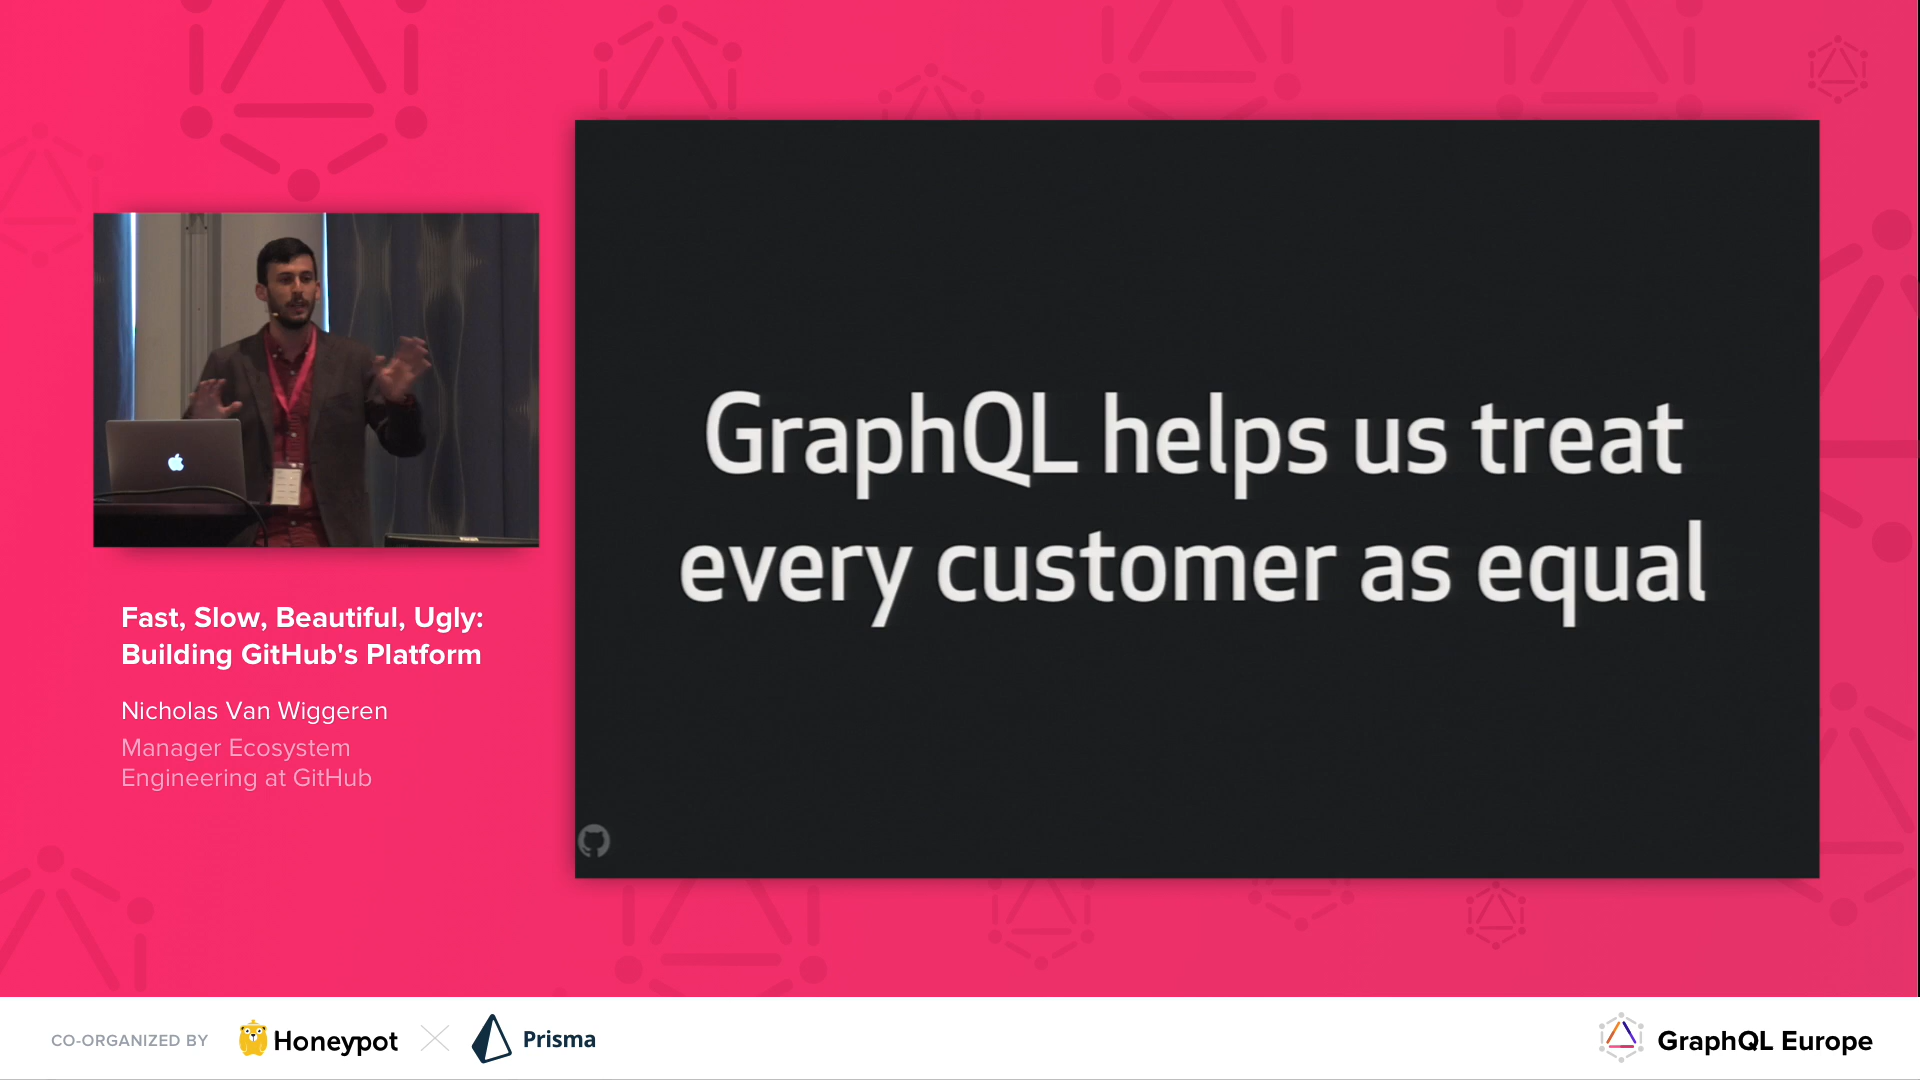 GraphQL helps us treat
every customer as equal
Fast, Slow, Beautiful, Ugly:
Building GitHub's Platform
Nicholas Van Wiggeren
Manager Ecosystem
Engineering at GitHub
CO-ORGANIZED BY
Honeypot
Prisma
GraphQL Europe